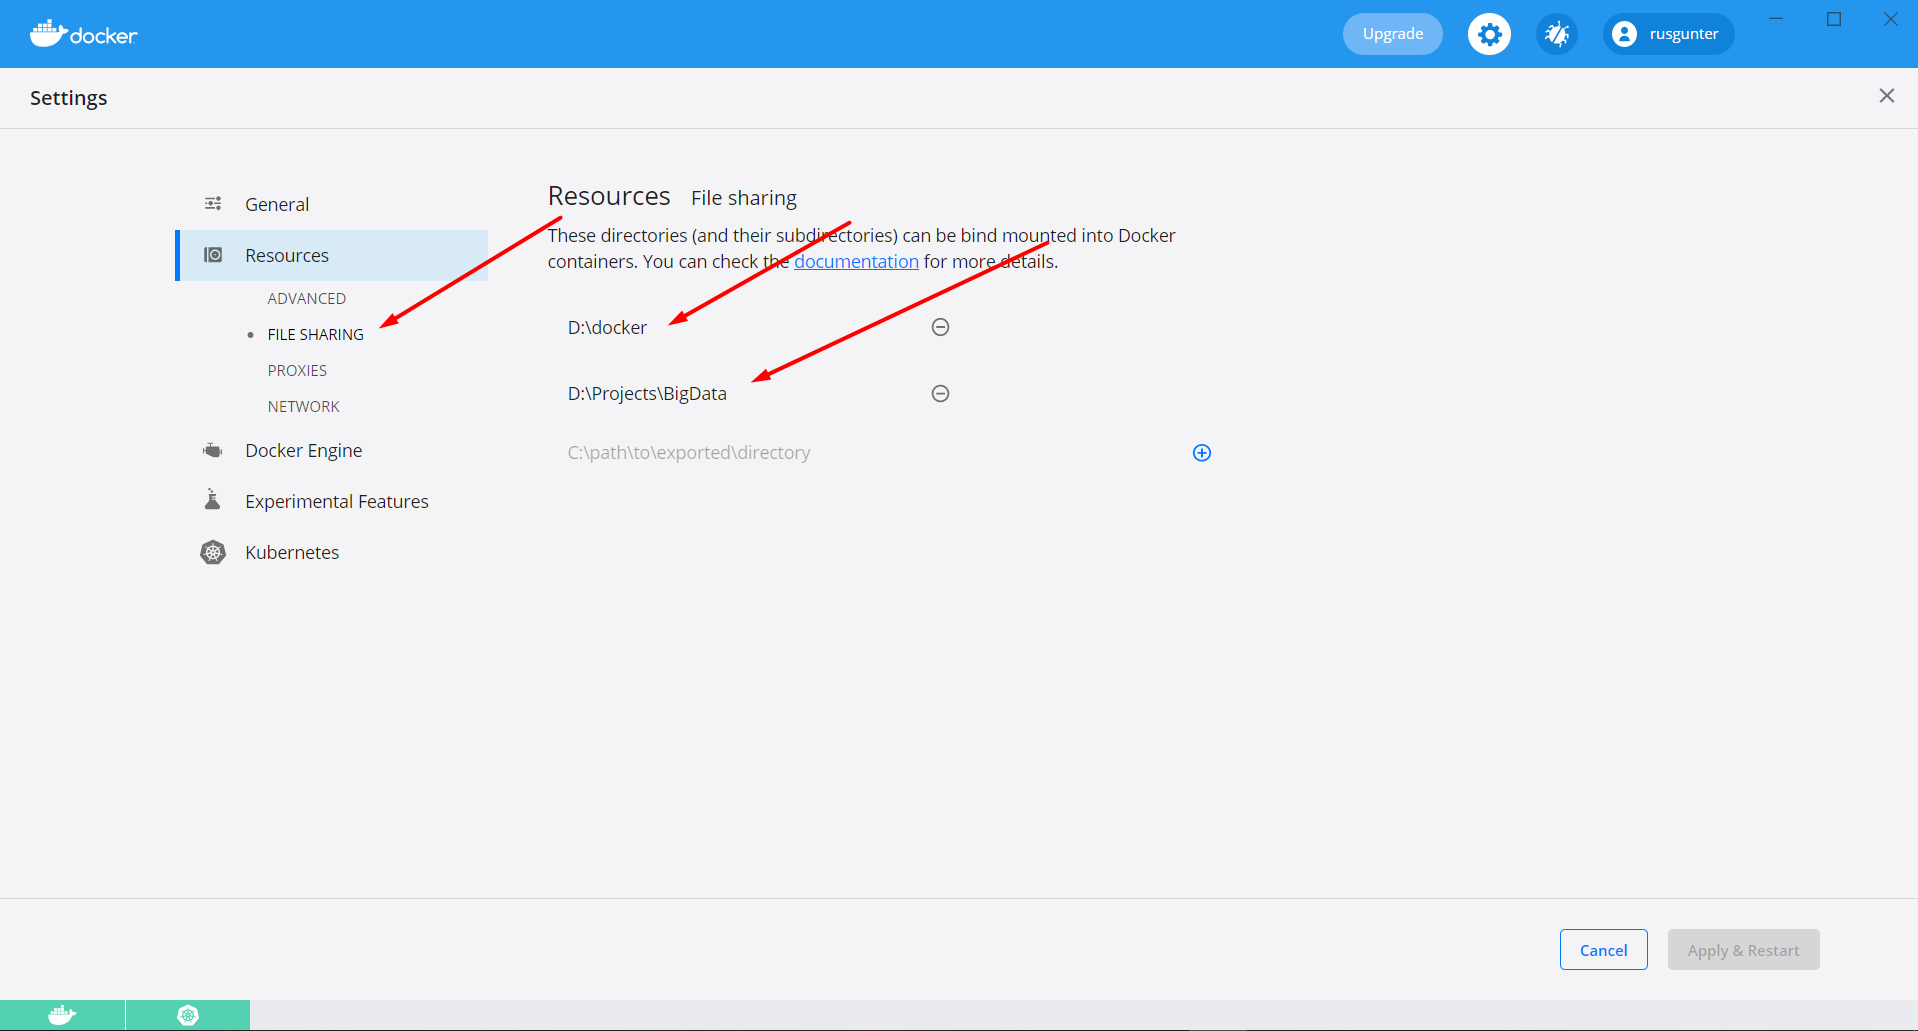 docker
Upgrade
rusgunter
Settings
General
Resources
ADVANCED
FILE SHARING
PROXIES
NETWORK
Docker Engine
Experimental Features
Kubernetes
Resources File sharing
These directories (and their subdirectories) can be bind mounted into Docker
containers. You can check the documentation for more details.
D:\docker
D:\Projects\BigData
C:\path\to\exported\directory
Cancel
Apply & Restart